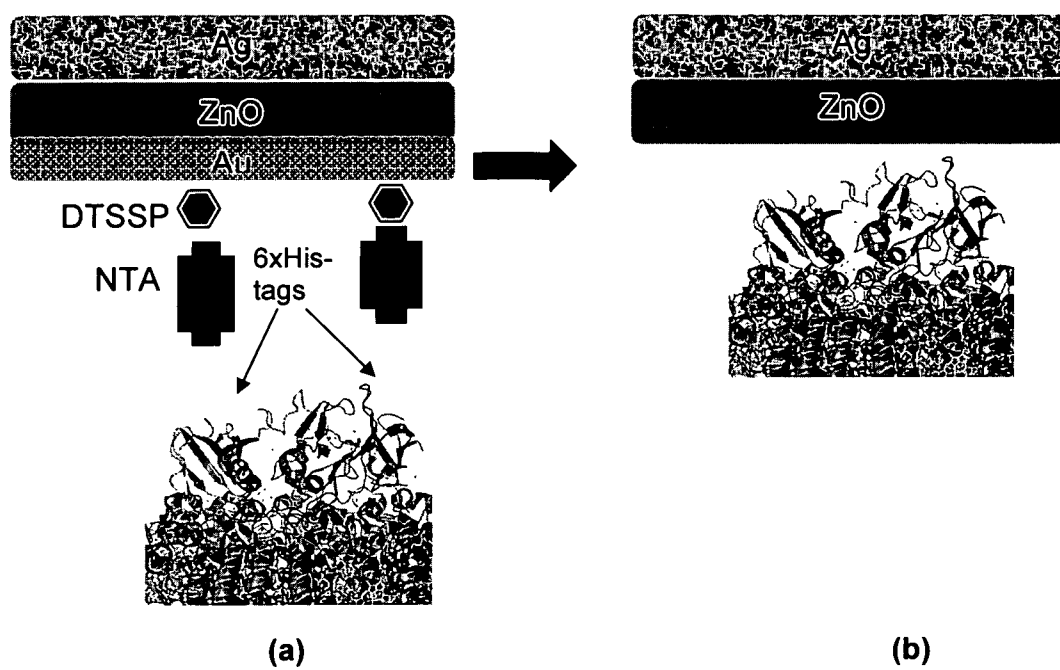 Ag
ZnO
Au
DTSSP
NTA
6xHis-
tags
(a)
Ag
ZnO
(b)